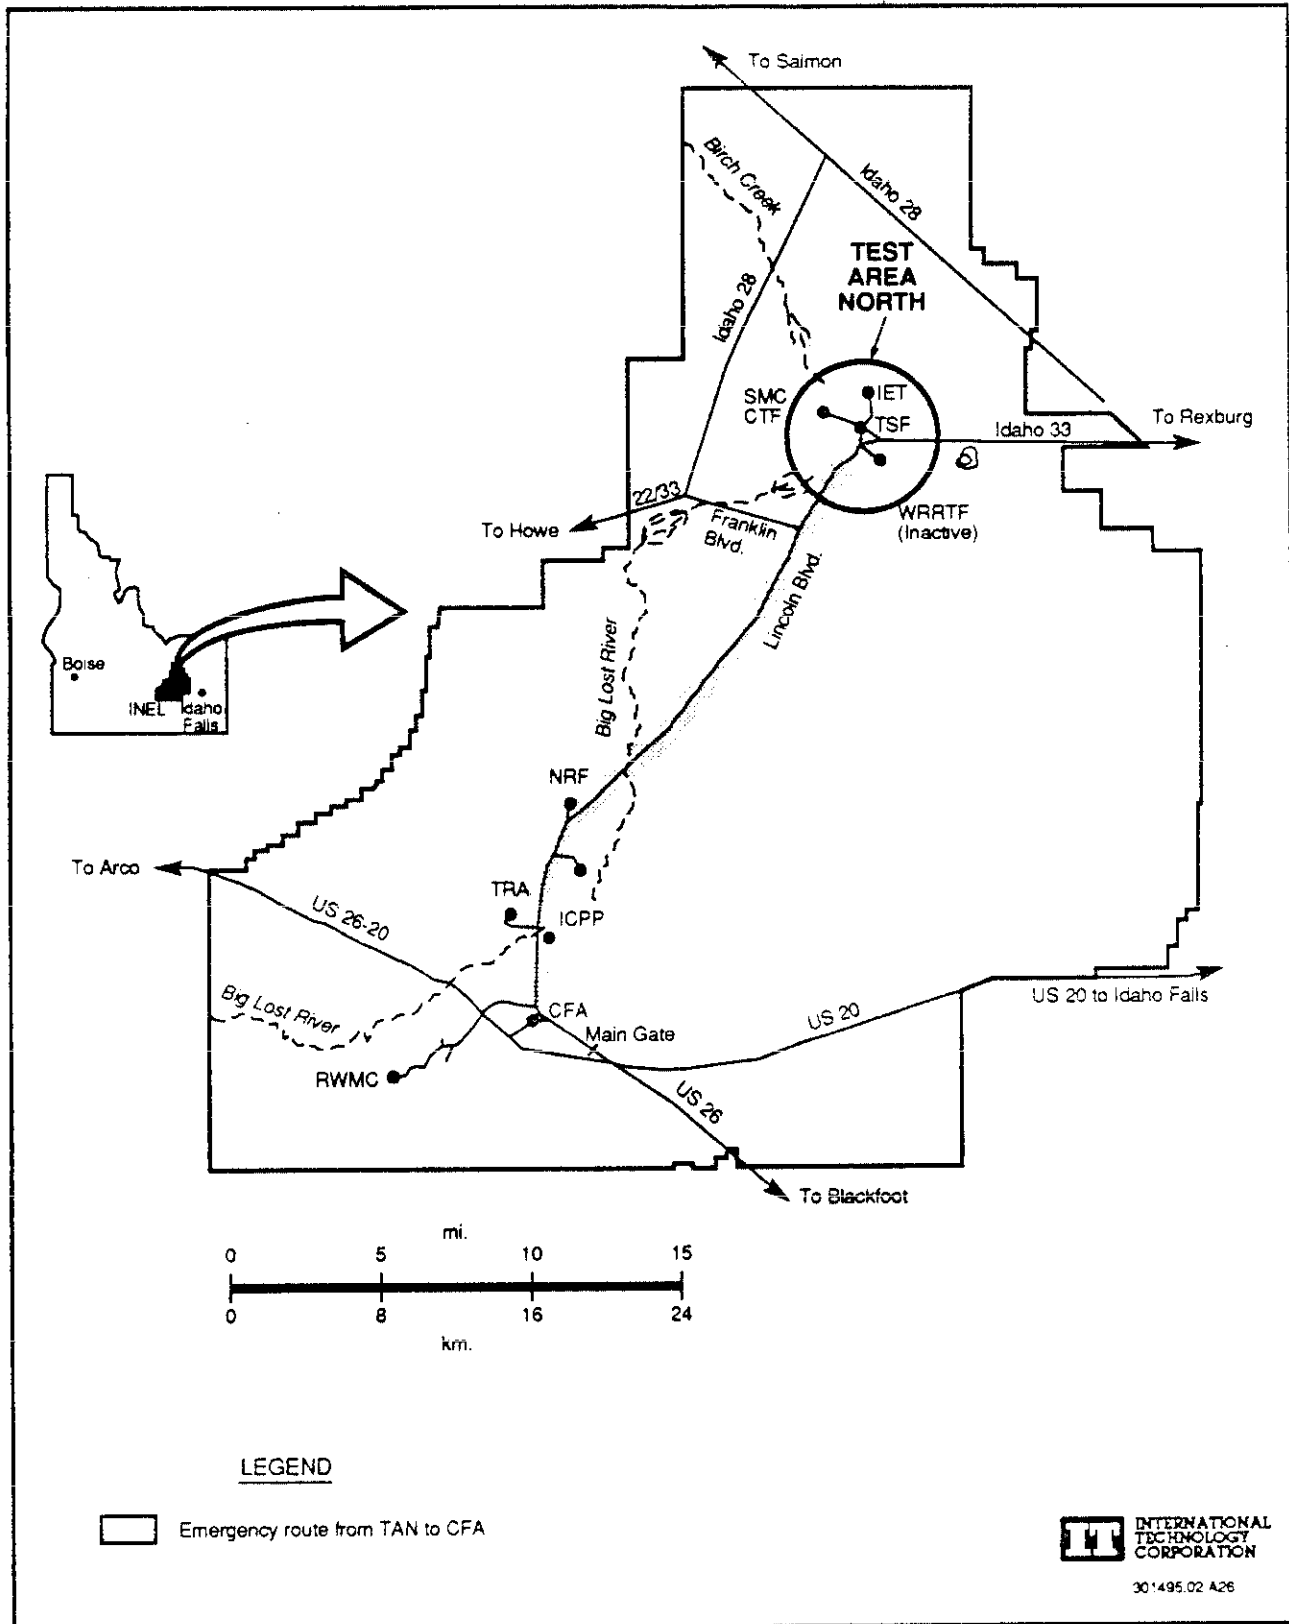 To Salmon
Birch Creek
Idaho 28
TEST
AREA
NORTH
Idaho 28
SMC
CTF
IET
TSF
Idaho 33
To Rexburg
22/33
To Howe
Franklin
Blvd.
WRRTF
(Inactive)
Lincoln Blvd.
Big Lost River
Boise
INEL
Idaho
Falls
NRF
To Arco
US 26-20
TRA
ICPP
Big Lost River
CFA
Main Gate
US 20
US 20 to Idaho Falls
RWMC
US 26
To Blackfoot
mi.
0 5 10 15
0 8 16 24
km.
LEGEND
Emergency route from TAN to CFA
IT
INTERNATIONAL
TECHNOLOGY
CORPORATION
301495.02 A26